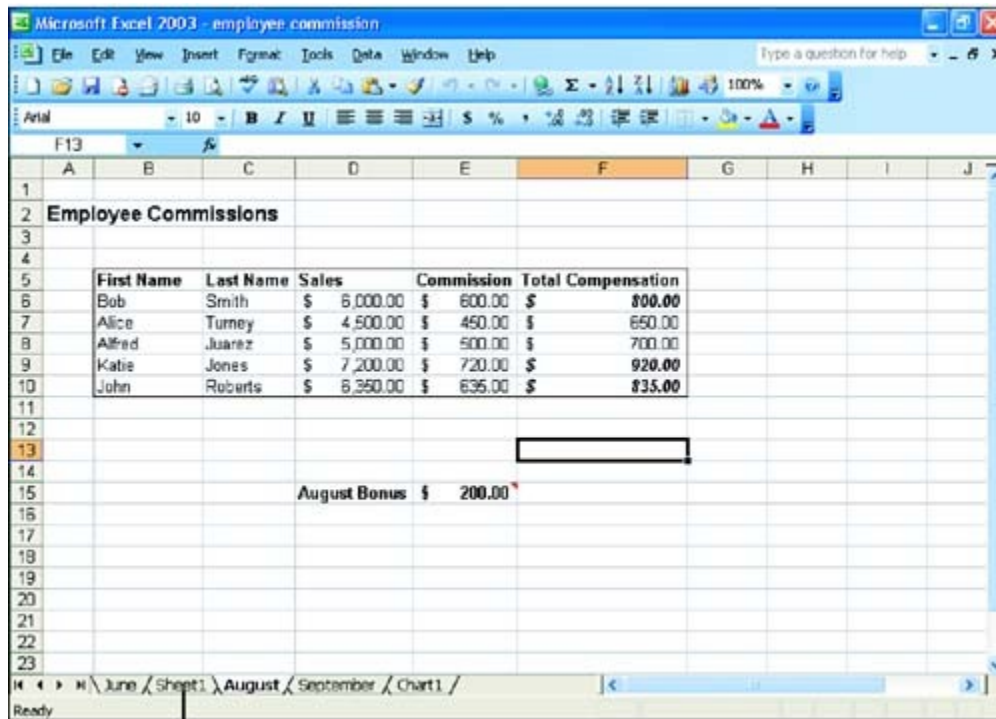 Microsoft Excel 2003 - employee commission
File Edit View Insert Format Tools Data Window Help Type a question for help
100%
Arial 10 B I U $ % ,
F13 fx
A B C D E F G H I J
1
2 Employee Commissions
3
4
5 First Name Last Name Sales Commission Total Compensation
6 Bob Smith $ 6,000.00 $ 600.00 $ 800.00
7 Alice Turney $ 4,500.00 $ 450.00 $ 650.00
8 Alfred Juarez $ 5,000.00 $ 500.00 $ 700.00
9 Katie Jones $ 7,200.00 $ 720.00 $ 920.00
10 John Roberts $ 6,350.00 $ 635.00 $ 835.00
11
12
13
14
15 August Bonus $ 200.00
16
17
18
19
20
21
22
23
June Sheet1 August September Chart1
Ready